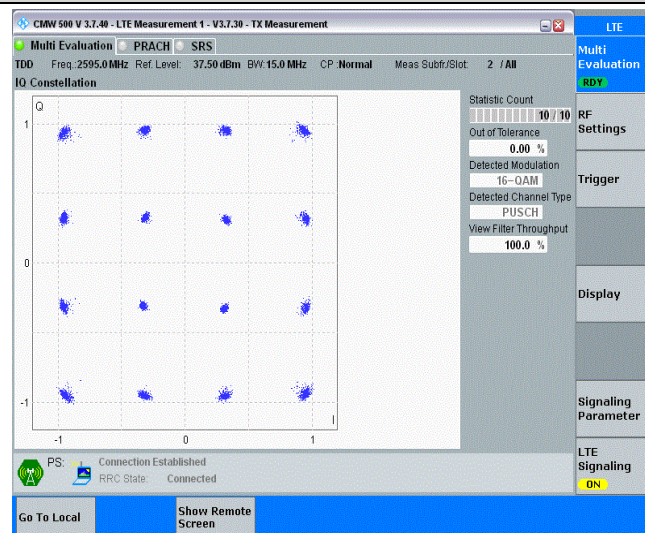 CMW 500 V 3.7.40 - LTE Measurement 1 - V3.7.30 - TX Measurement
LTE
Multi Evaluation PRACH SRS
TDD Freq.:2595.0 MHz Ref. Level: 37.50 dBm BW:15.0 MHz CP :Normal Meas Subfr./Slot: 2 / All
IQ Constellation
Q
1
0
-1
-1 0 1
I
Statistic Count
10 / 10
Out of Tolerance
0.00 %
Detected Modulation
16-QAM
Detected Channel Type
PUSCH
View Filter Throughput
100.0 %
Multi
Evaluation
RDY
RF
Settings
Trigger
Display
Signaling
Parameter
LTE
Signaling
ON
PS: Connection Established
RRC State: Connected
Go To Local
Show Remote
Screen